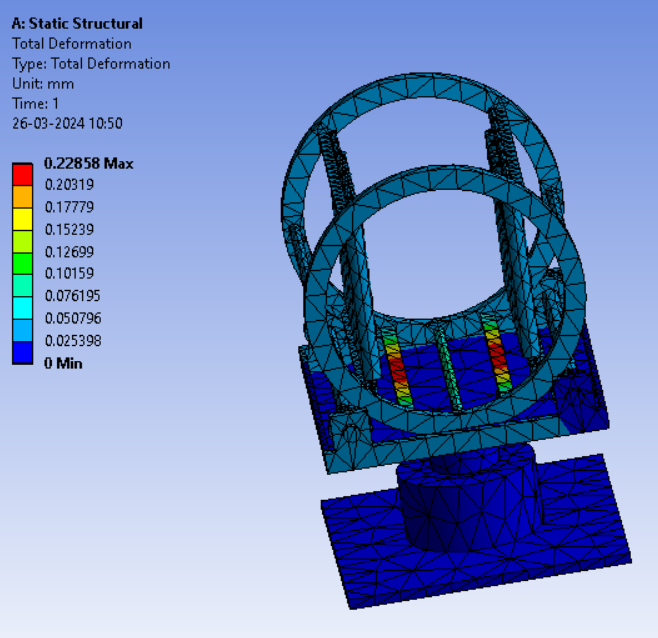 A: Static Structural
Total Deformation
Type: Total Deformation
Unit: mm
Time: 1
26-03-2024 10:50
0.22858 Max
0.20319
0.17779
0.15239
0.12699
0.10159
0.076195
0.050796
0.025398
0 Min